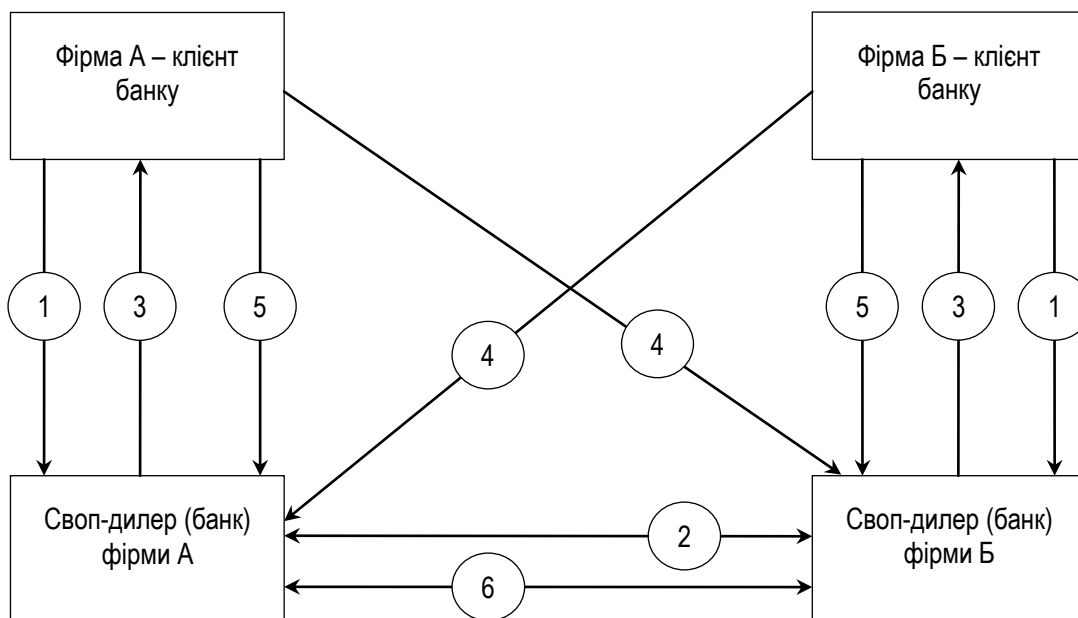 Фірма А – клієнт
банку
Фірма Б – клієнт
банку
1
3
5
4
4
5
3
1
Своп-дилер (банк)
фірми А
2
6
Своп-дилер (банк)
фірми Б